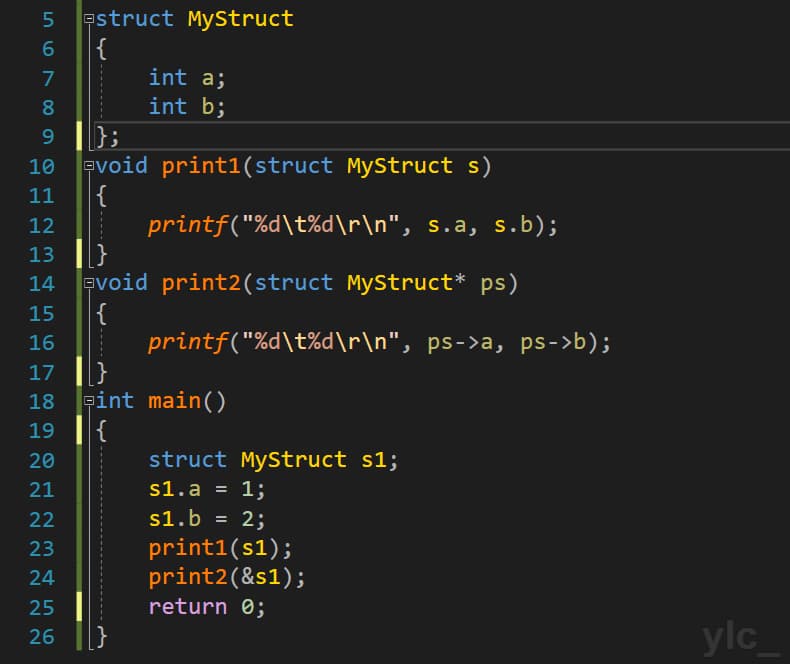 5 struct MyStruct
6 {
7     int a;
8     int b;
9 };
10 void print1(struct MyStruct s)
11 {
12     printf("%d\t%d\r\n", s.a, s.b);
13 }
14 void print2(struct MyStruct* ps)
15 {
16     printf("%d\t%d\r\n", ps->a, ps->b);
17 }
18 int main()
19 {
20     struct MyStruct s1;
21     s1.a = 1;
22     s1.b = 2;
23     print1(s1);
24     print2(&s1);
25     return 0;
26 }
ylc_